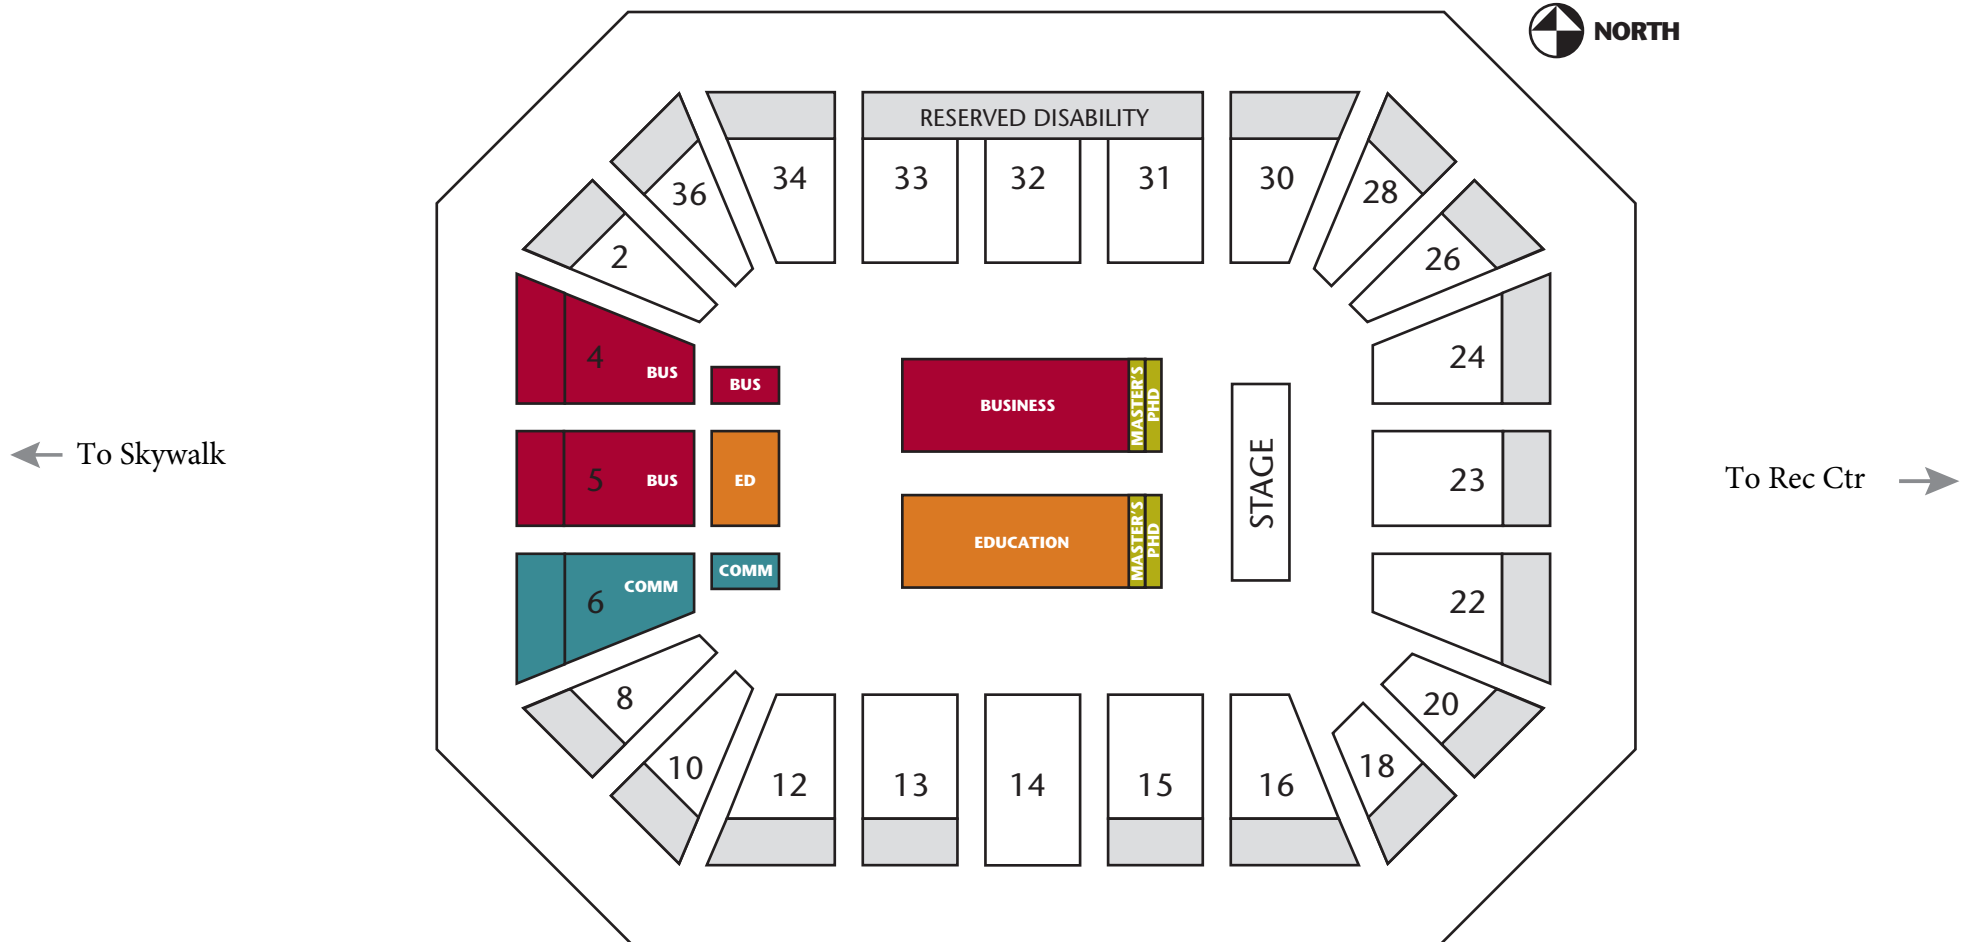 NORTH
RESERVED DISABILITY
34
33
32
31
30
36
28
2
26
4
BUS
BUS
BUSINESS
MASTER'S
PHD
24
To Skywalk
5
BUS
ED
STAGE
23
To Rec Ctr
EDUCATION
MASTER'S
PHD
6
COMM
COMM
22
8
20
10
18
12
13
14
15
16